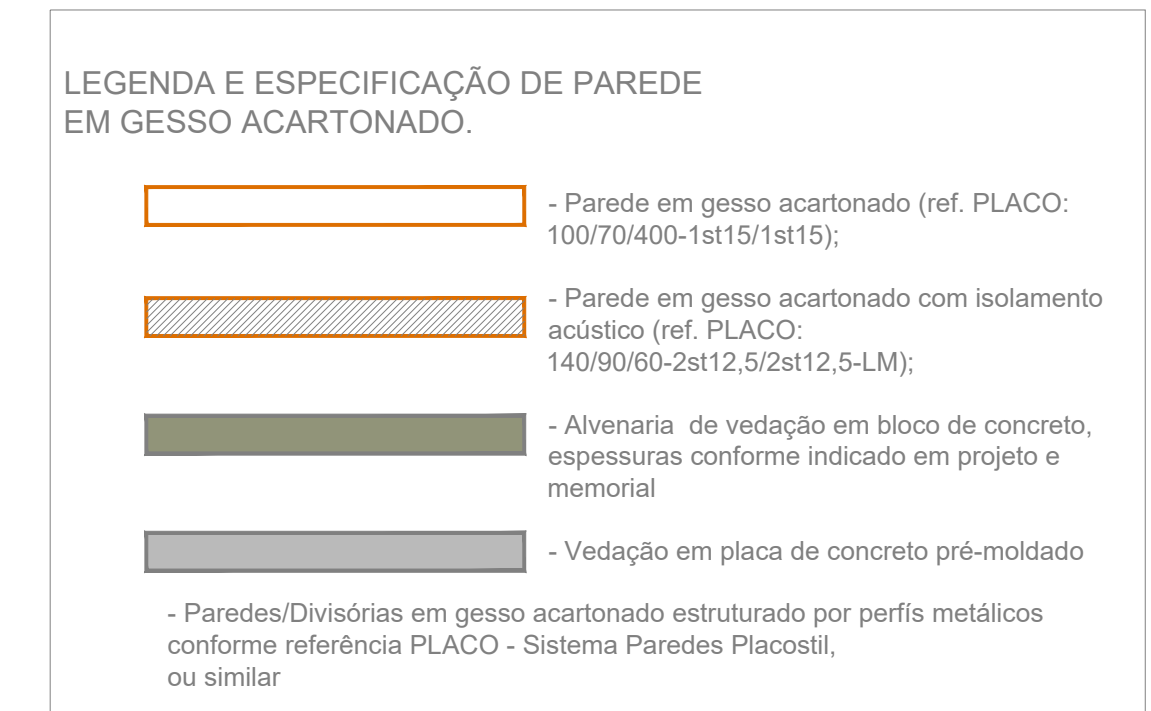 LEGENDA E ESPECIFICAÇÃO DE PAREDE
EM GESSO ACARTONADO.
- Parede em gesso acartonado (ref. PLACO:
100/70/400-1st15/1st15);
- Parede em gesso acartonado com isolamento
acústico (ref. PLACO:
140/90/60-2st12,5/2st12,5-LM);
- Alvenaria  de vedação em bloco de concreto,
espessuras conforme indicado em projeto e
memorial
- Vedação em placa de concreto pré-moldado
- Paredes/Divisórias em gesso acartonado estruturado por perfís metálicos
conforme referência PLACO - Sistema Paredes Placostil,
ou similar